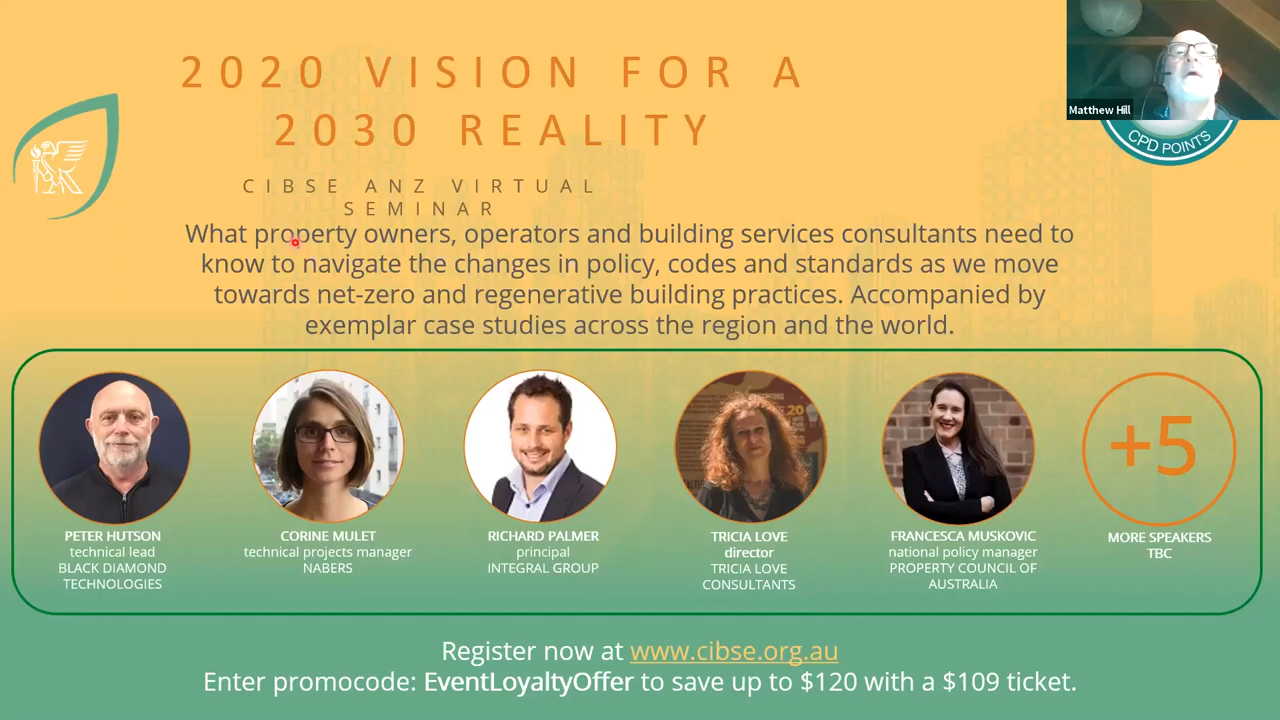 2020 VISION FOR A
2030 REALITY
CIBSE ANZ VIRTUAL
SEMINAR
Matthew Hill
CPD POINTS
What property owners, operators and building services consultants need to
know to navigate the changes in policy, codes and standards as we move
towards net-zero and regenerative building practices. Accompanied by
exemplar case studies across the region and the world.
PETER HUTSON
technical lead
BLACK DIAMOND
TECHNOLOGIES
CORINE MULET
technical projects manager
NABERS
RICHARD PALMER
principal
INTEGRAL GROUP
TRICIA LOVE
director
TRICIA LOVE
CONSULTANTS
FRANCESCA MUSKOVIC
national policy manager
PROPERTY COUNCIL OF
AUSTRALIA
+5
MORE SPEAKERS
TBC
Register now at www.cibse.org.au
Enter promocode: EventLoyaltyOffer to save up to $120 with a $109 ticket.